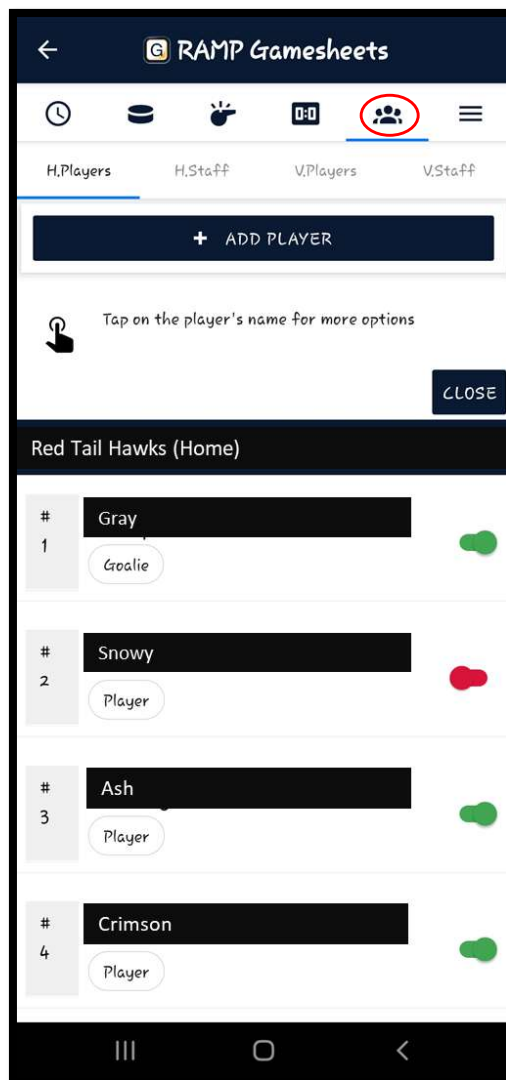 G RAMP Gamesheets
0:0
H.Players H.Staff V.Players V.Staff
+ ADD PLAYER
Tap on the player's name for more options
CLOSE
Red Tail Hawks (Home)
# 1 Gray
Goalie
# 2 Snowy
Player
# 3 Ash
Player
# 4 Crimson
Player